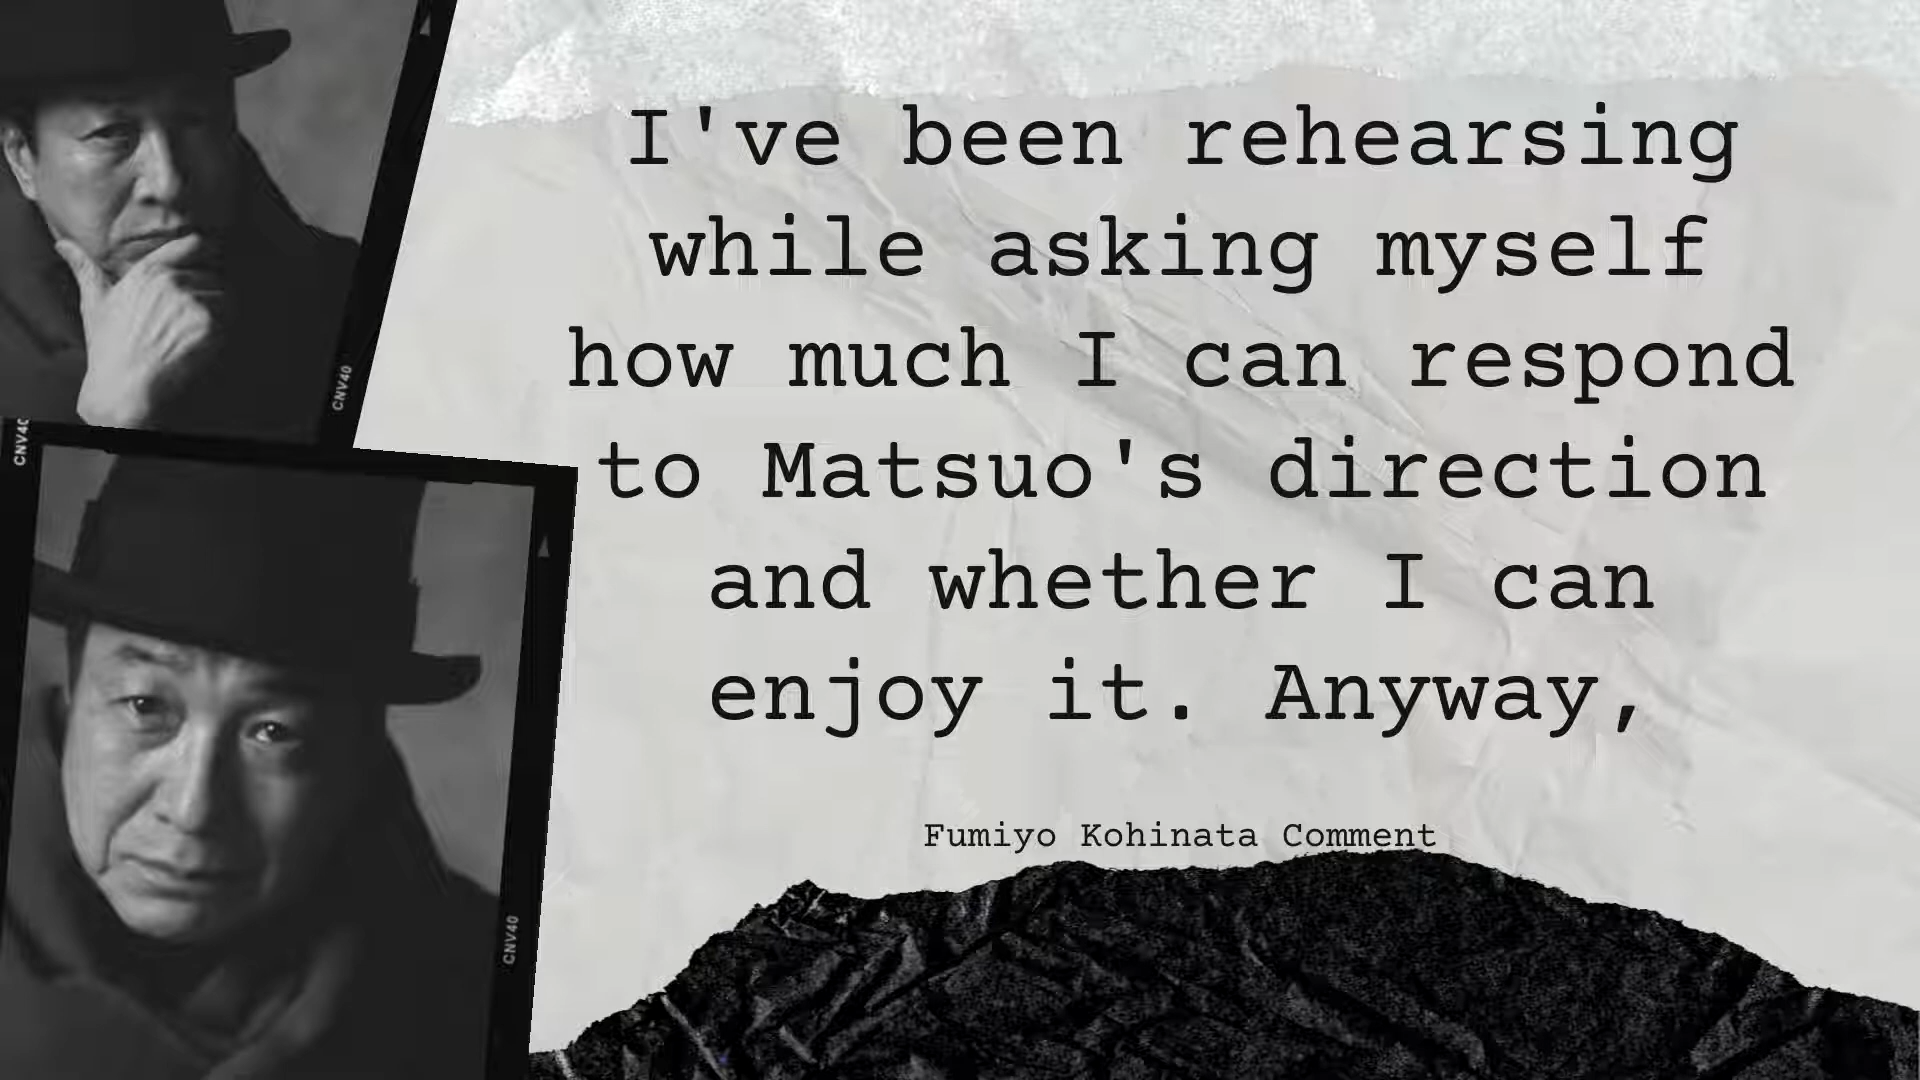 I've been rehearsing
while asking myself
how much I can respond
to Matsuo's direction
and whether I can
enjoy it. Anyway,
Fumiyo Kohinata Comment
CNV40
CNV40
CNV40